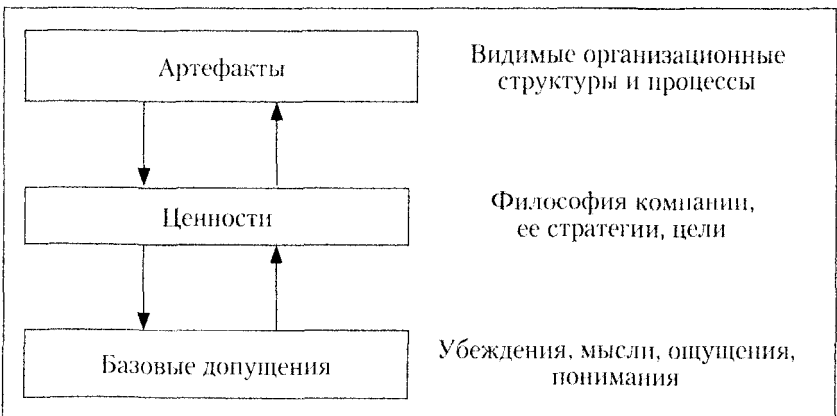 Артефакты
Видимые организационные
структуры и процессы
Ценности
Философия компании,
ее стратегии, цели
Базовые допущения
Убеждения, мысли, ощущения,
понимания